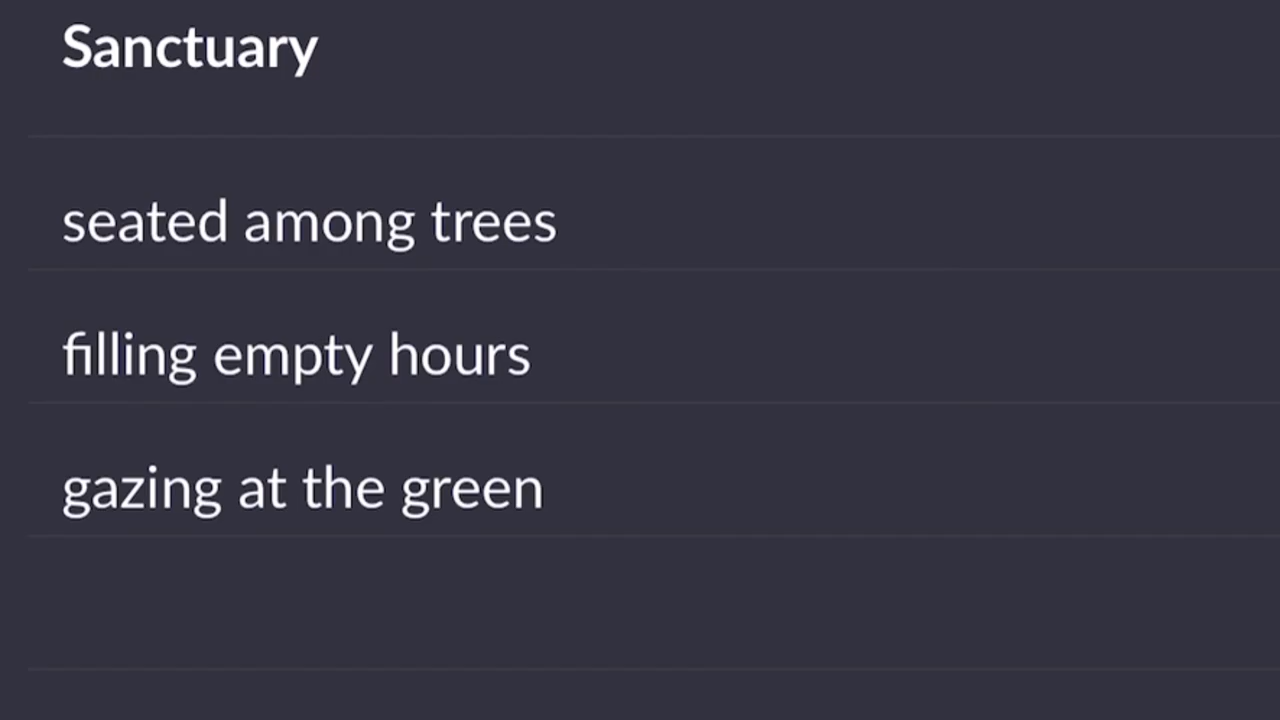 Sanctuary
seated among trees
filling empty hours
gazing at the green